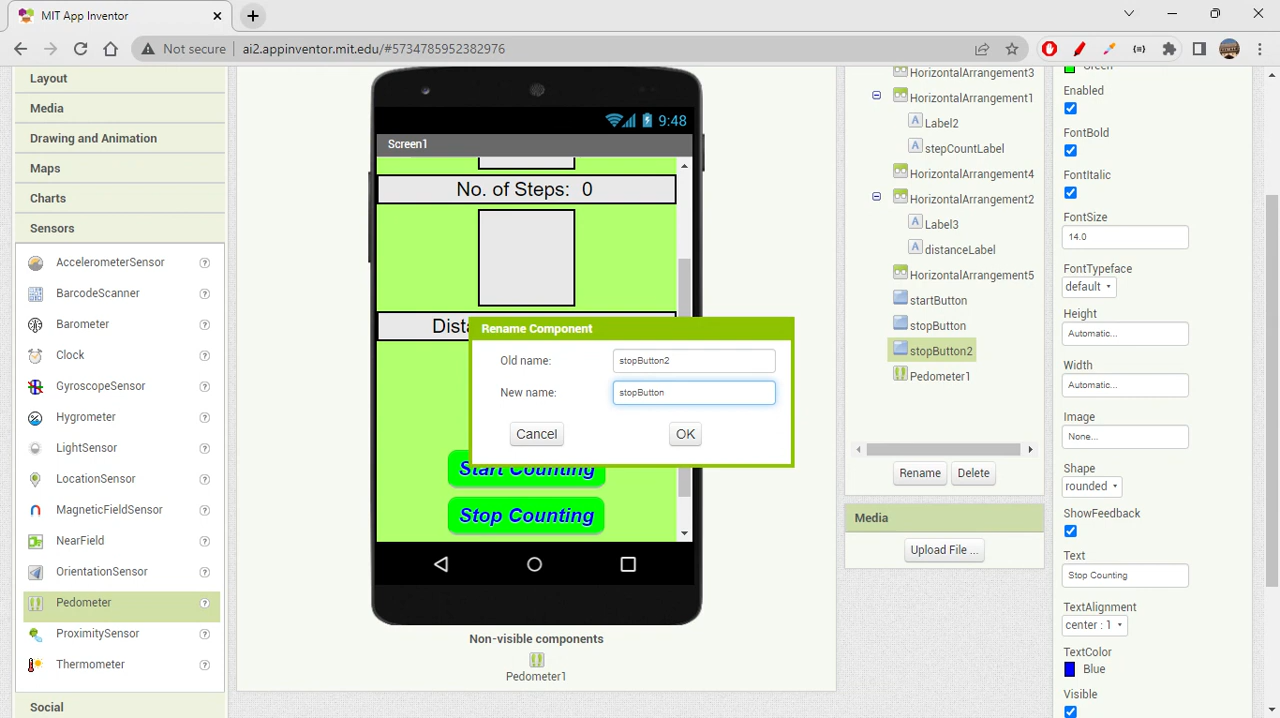 MIT App Inventor
Not secure
ai2.appinventor.mit.edu/#5734785952382976
Layout
Media
Drawing and Animation
Maps
Charts
Sensors
AccelerometerSensor
BarcodeScanner
Barometer
Clock
GyroscopeSensor
Hygrometer
LightSensor
LocationSensor
MagneticFieldSensor
NearField
OrientationSensor
Pedometer
ProximitySensor
Thermometer
Social
9:48
Screen1
No. of Steps: 0
Dista
Start Counting
Stop Counting
Non-visible components
Pedometer1
Rename Component
Old name: stopButton2
New name: stopButton
Cancel OK
HorizontalArrangement3
HorizontalArrangement1
Label2
stepCountLabel
HorizontalArrangement4
HorizontalArrangement2
Label3
distanceLabel
HorizontalArrangement5
startButton
stopButton
stopButton2
Pedometer1
Rename Delete
Media
Upload File ...
Green
Enabled
FontBold
FontItalic
FontSize
14.0
FontTypeface
default
Height
Automatic...
Width
Automatic...
Image
None...
Shape
rounded
ShowFeedback
Text
Stop Counting
TextAlignment
center : 1
TextColor
Blue
Visible